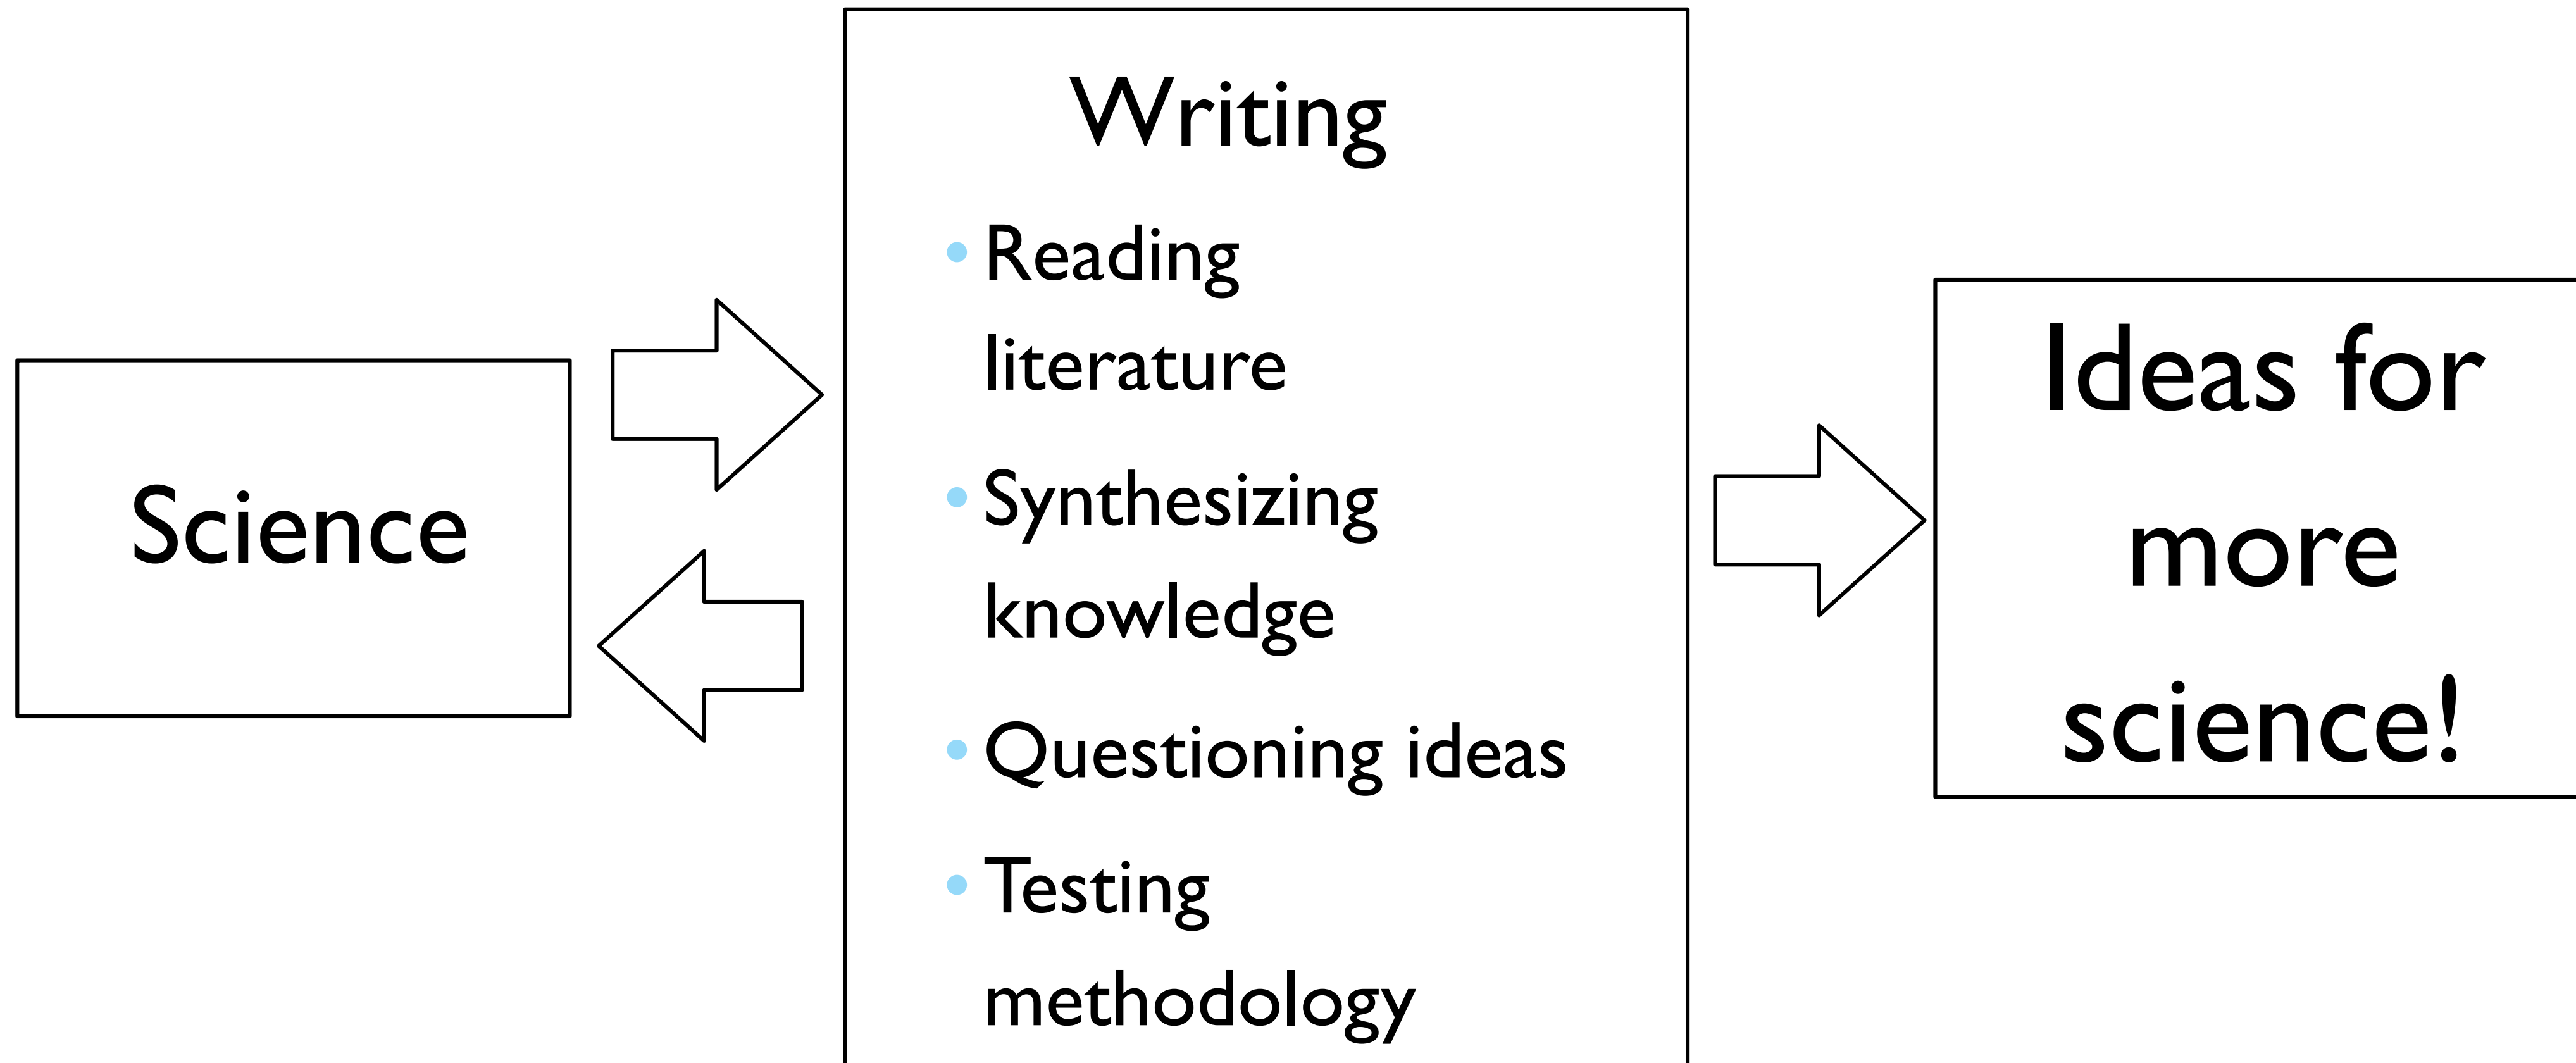 Science
Writing
• Reading
literature
• Synthesizing
knowledge
• Questioning ideas
• Testing
methodology
Ideas for
more
science!